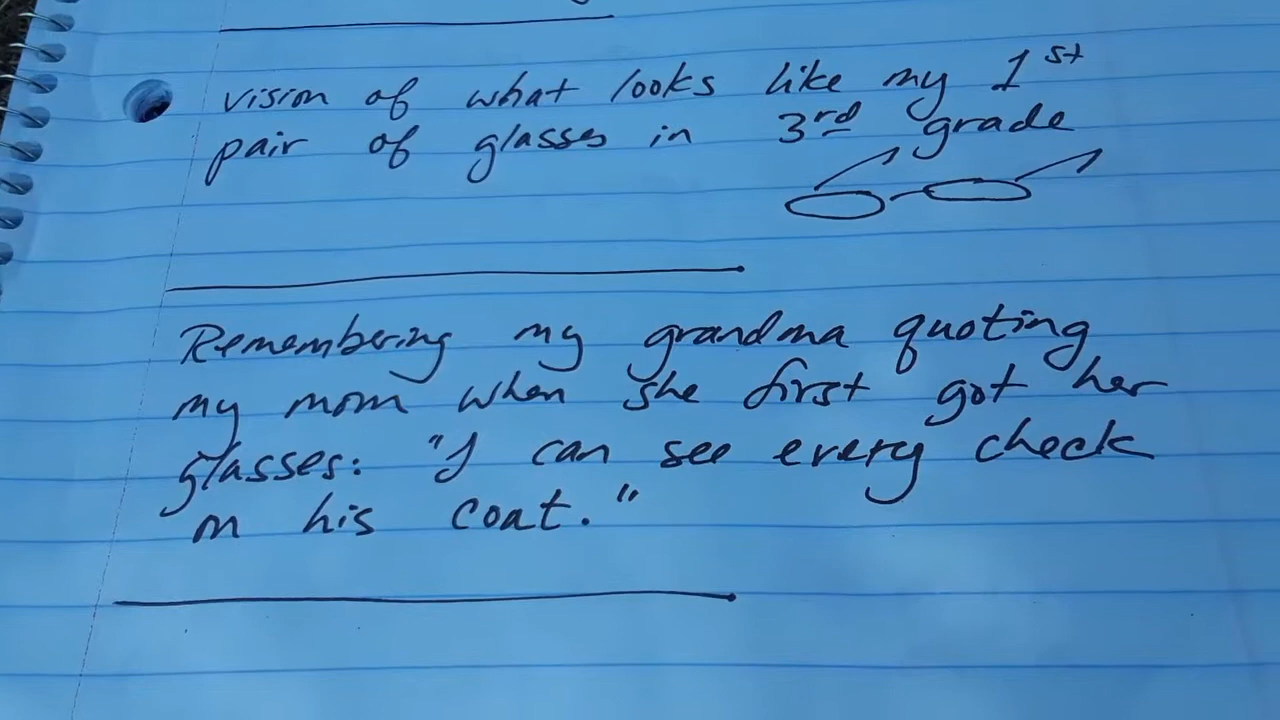 vision of what looks like my 1st
pair of glasses in 3rd grade
Remembering my grandma quoting
my mom when she first got her
glasses: "I can see every check
on his coat."